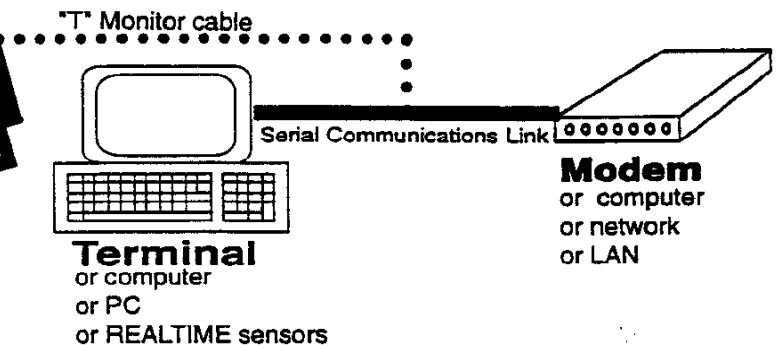 "T" Monitor cable
Serial Communications Link
Terminal
or computer
or PC
or REALTIME sensors
Modem
or computer
or network
or LAN